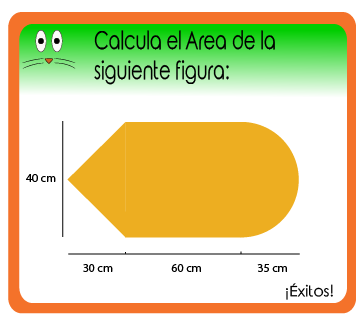 Calcula el Area de la
siguiente figura:
40 cm
30 cm
60 cm
35 cm
¡Éxitos!